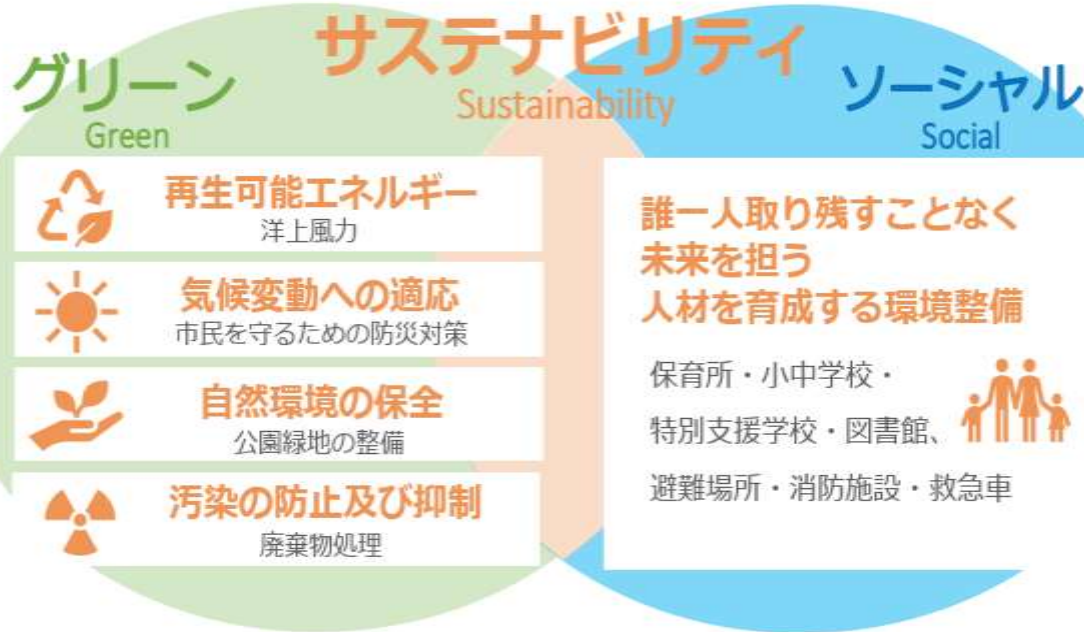 サステナビリティ
Sustainability
グリーン
Green
再生可能エネルギー
洋上風力
気候変動への適応
市民を守るための防災対策
自然環境の保全
公園緑地の整備
汚染の防止及び抑制
廃棄物処理
ソーシャル
Social
誰一人取り残すことなく
未来を担う
人材を育成する環境整備
保育所・小中学校・
特別支援学校・図書館、
避難場所・消防施設・救急車